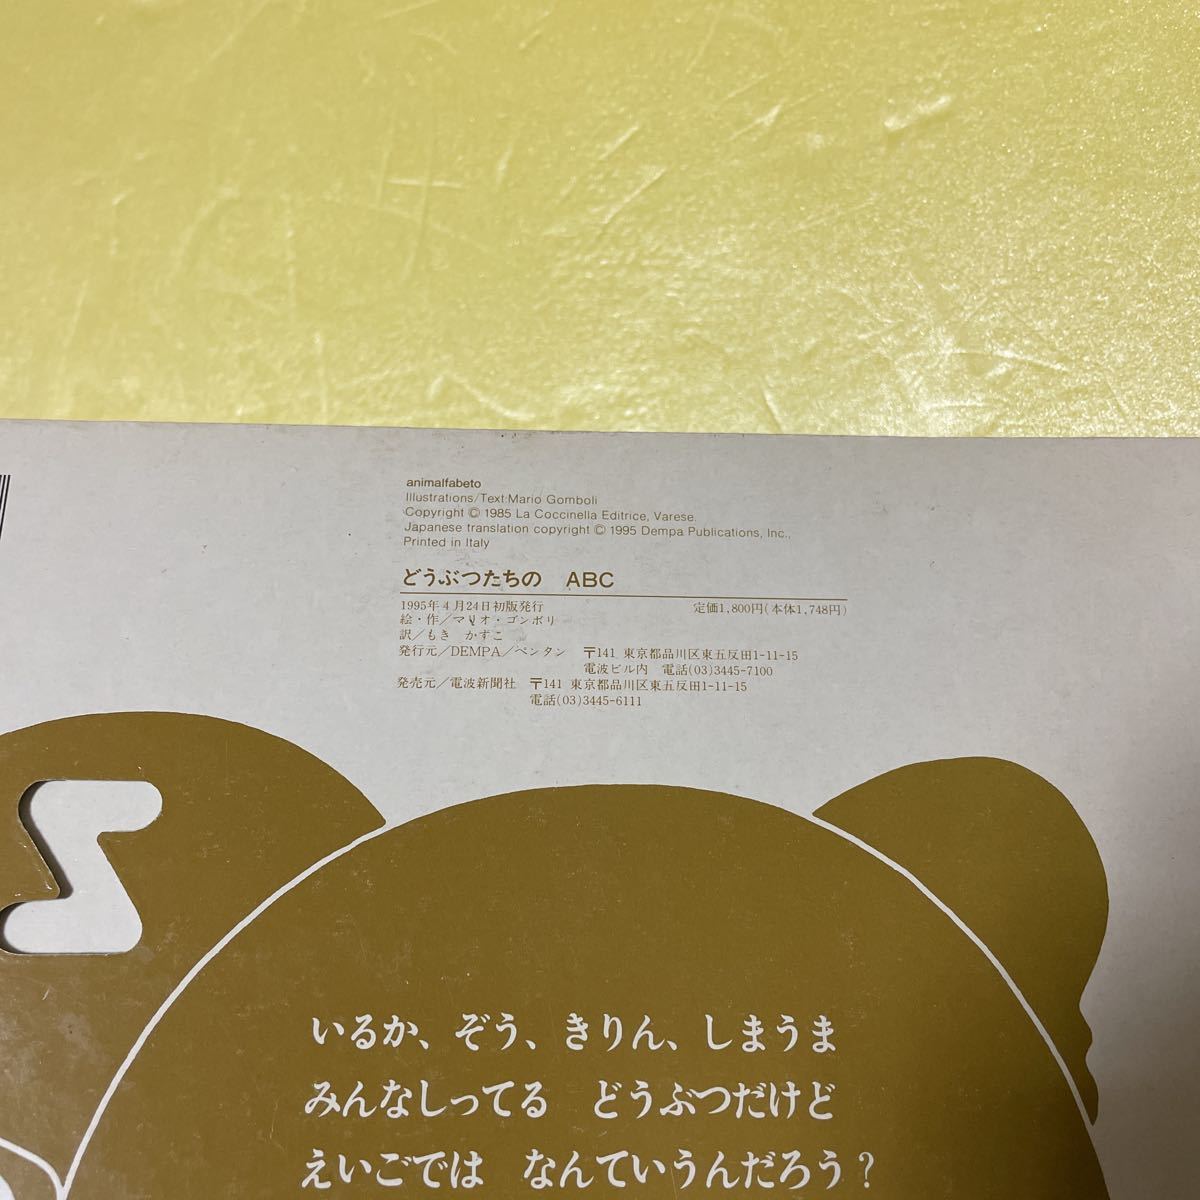 animalfabeto
Illustrations/Text:Mario Gomboli
Copyright © 1985 La Coccinella Editrice, Varese.
Japanese translation copyright © 1995 Dempa Publications, Inc.,
Printed in Italy
どうぶつたちの ABC
1995年4月24日初版発行 定価1,800円(本体1,748円)
絵・作／マリオ・ゴンボリ
訳／もき かずこ
発行元／DEMPA／ペンタン 〒141 東京都品川区東五反田1-11-15
電波ビル内 電話(03)3445-7100
発売元／電波新聞社 〒141 東京都品川区東五反田1-11-15
電話(03)3445-6111
いるか、ぞう、きりん、しまうま
みんなしってる どうぶつだけど
えいごでは なんていうんだろう?